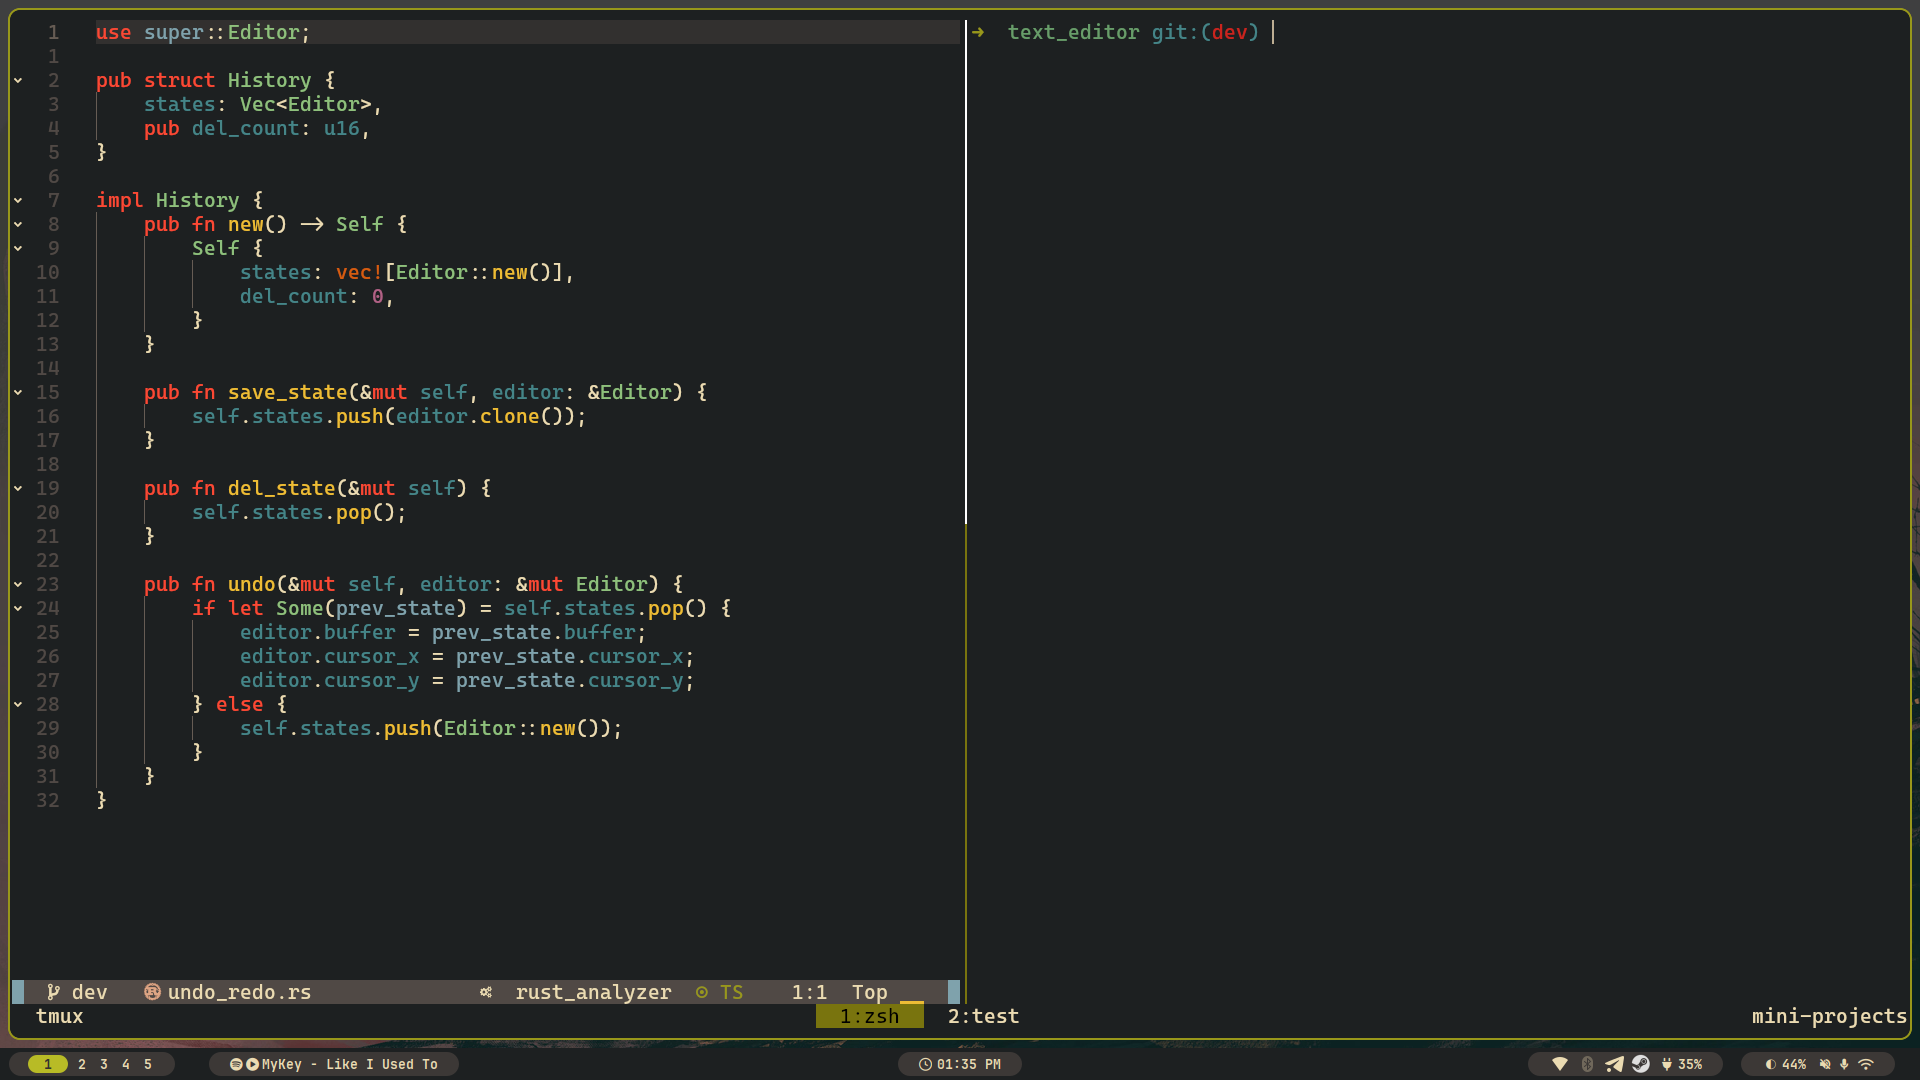 1 use super::Editor;
1
2 pub struct History {
3 states: Vec<Editor>,
4 pub del_count: u16,
5 }
6
7 impl History {
8 pub fn new() -> Self {
9 Self {
10 states: vec![Editor::new()],
11 del_count: 0,
12 }
13 }
14
15 pub fn save_state(&mut self, editor: &Editor) {
16 self.states.push(editor.clone());
17 }
18
19 pub fn del_state(&mut self) {
20 self.states.pop();
21 }
22
23 pub fn undo(&mut self, editor: &mut Editor) {
24 if let Some(prev_state) = self.states.pop() {
25 editor.buffer = prev_state.buffer;
26 editor.cursor_x = prev_state.cursor_x;
27 editor.cursor_y = prev_state.cursor_y;
28 } else {
29 self.states.push(Editor::new());
30 }
31 }
32 }
dev undo_redo.rs rust_analyzer TS 1:1 Top
➜ text_editor git:(dev)
tmux 1:zsh 2:test mini-projects
1 2 3 4 5 MyKey - Like I Used To 01:35 PM 35% 44%